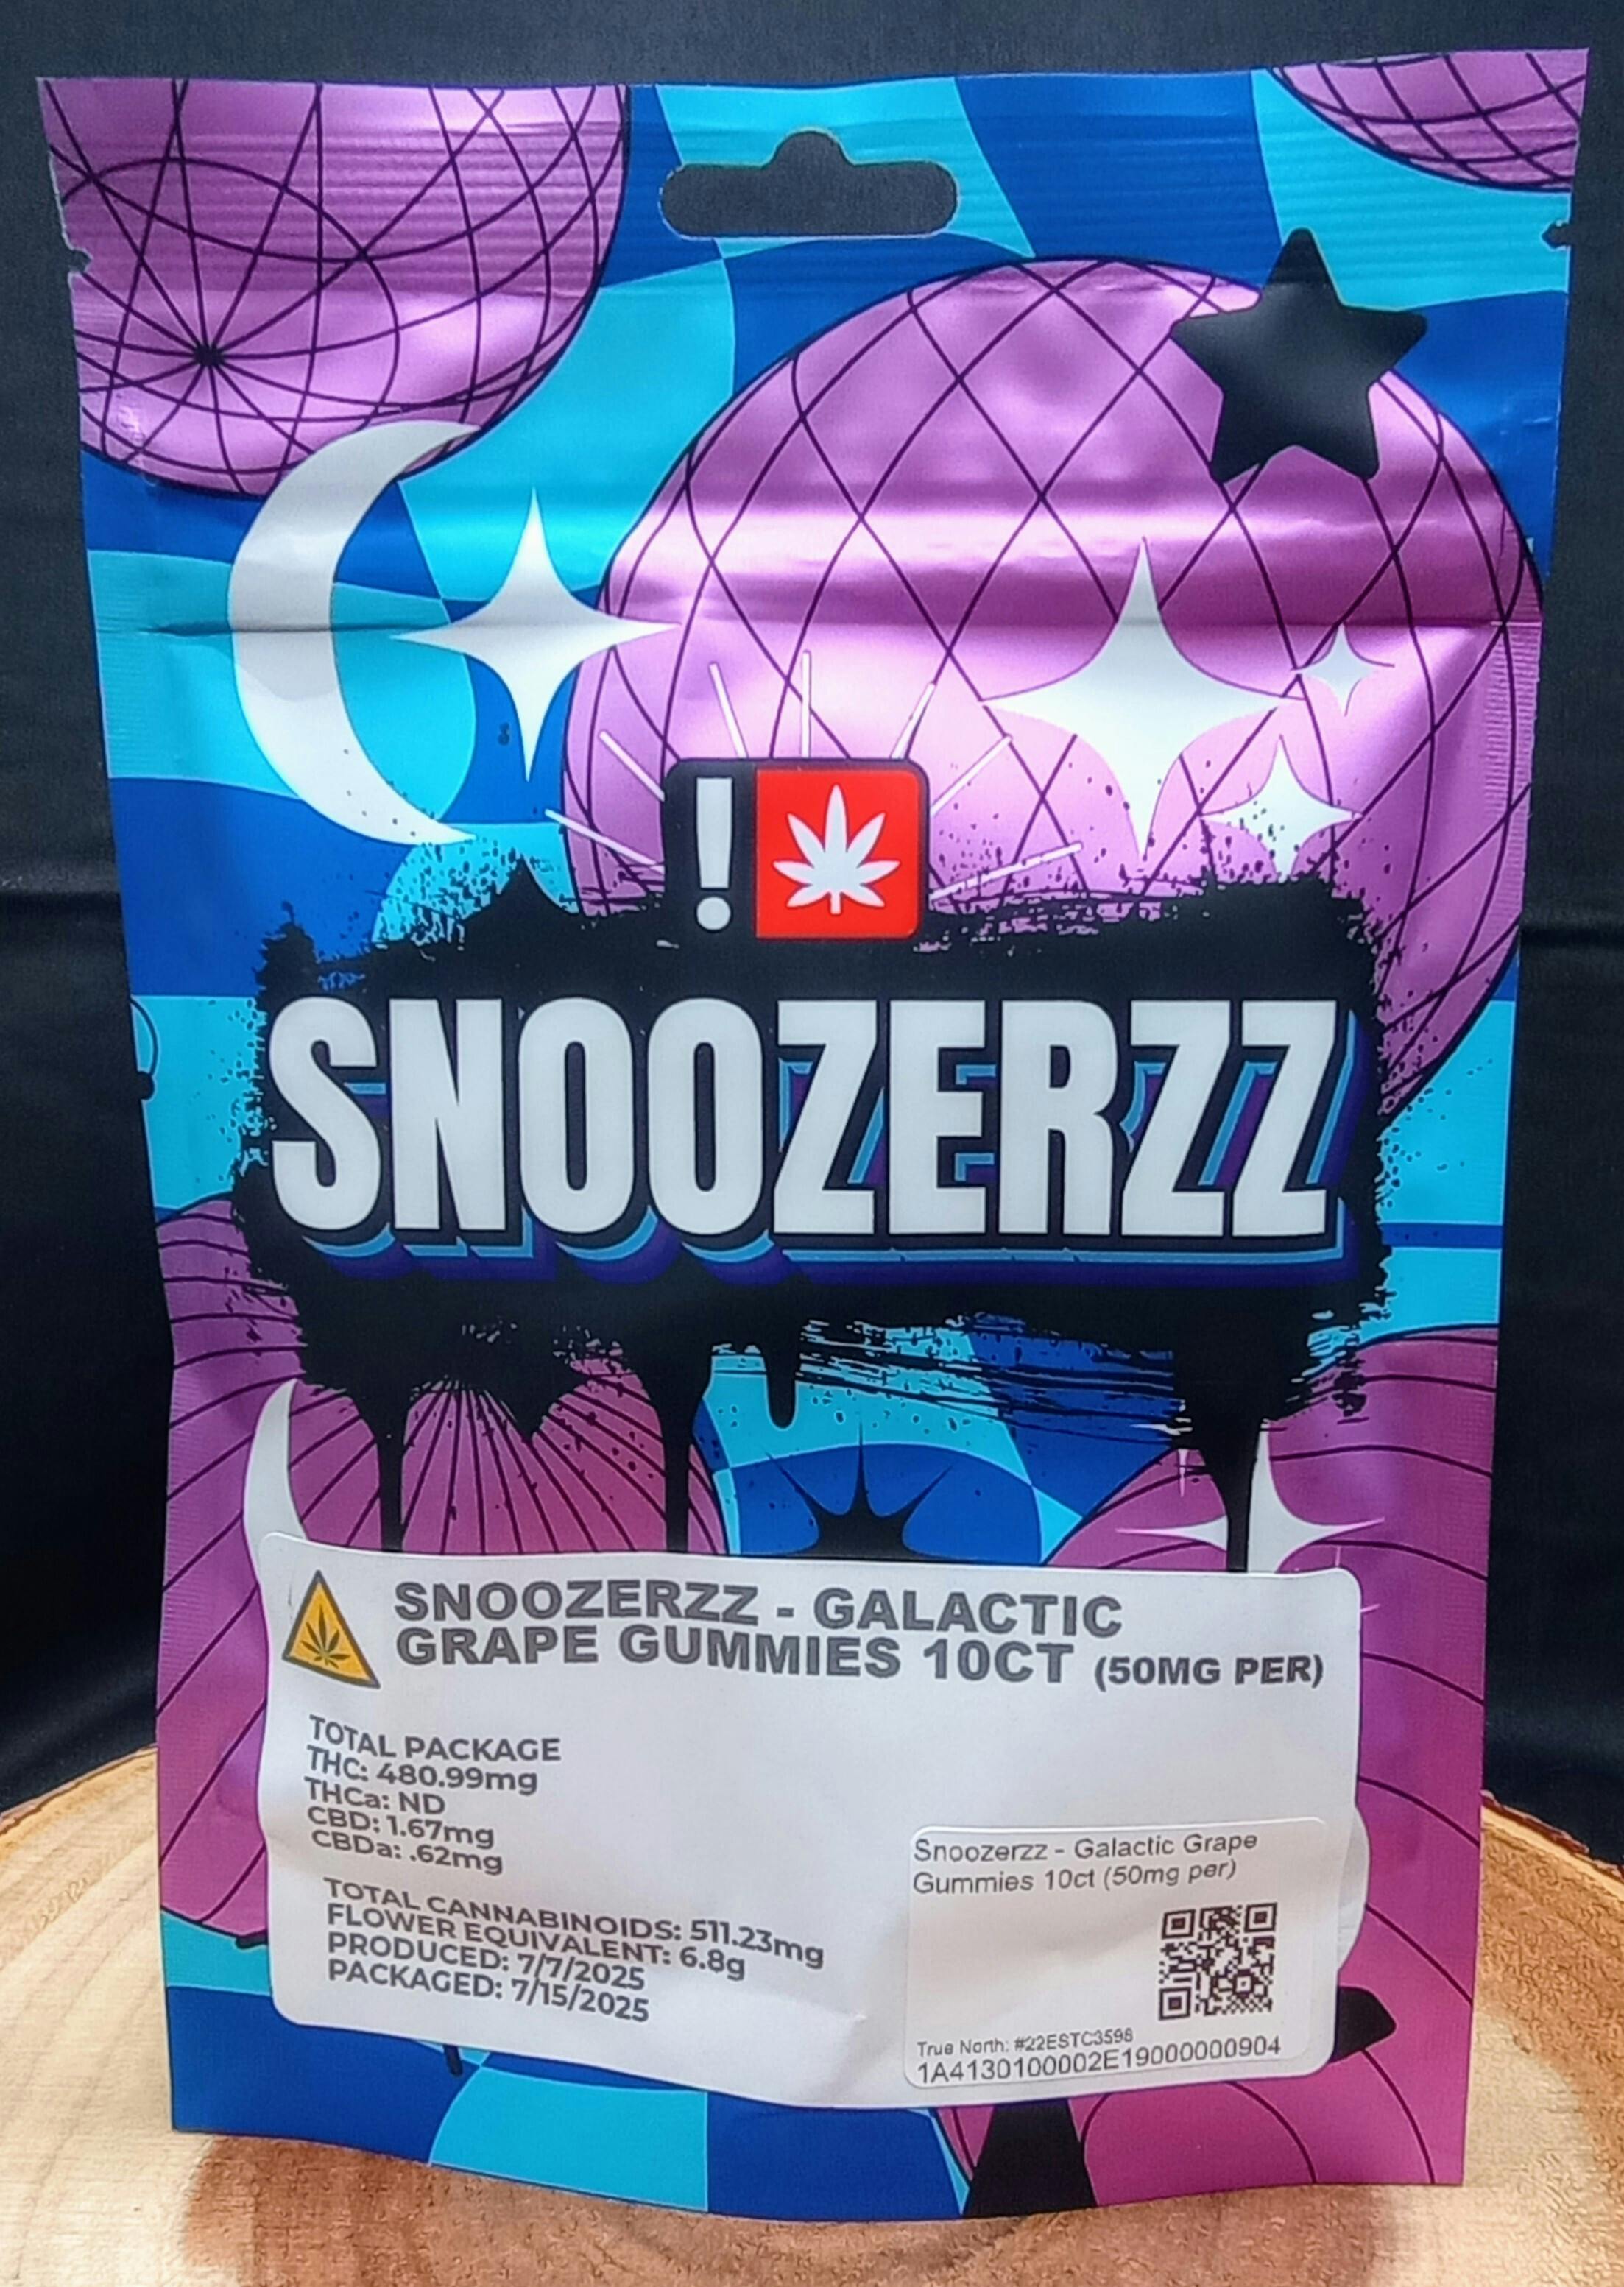 !
SNOOZERZZ
SNOOZERZZ - GALACTIC
GRAPE GUMMIES 10CT (50MG PER)
TOTAL PACKAGE
THC: 480.99mg
THCa: ND
CBD: 1.67mg
CBDa: .62mg
TOTAL CANNABINOIDS: 511.23mg
FLOWER EQUIVALENT: 6.8g
PRODUCED: 7/7/2025
PACKAGED: 7/15/2025
Snoozerzz - Galactic Grape
Gummies 10ct (50mg per)
True North: #22ESTC3598
1A4130100002E19000000904